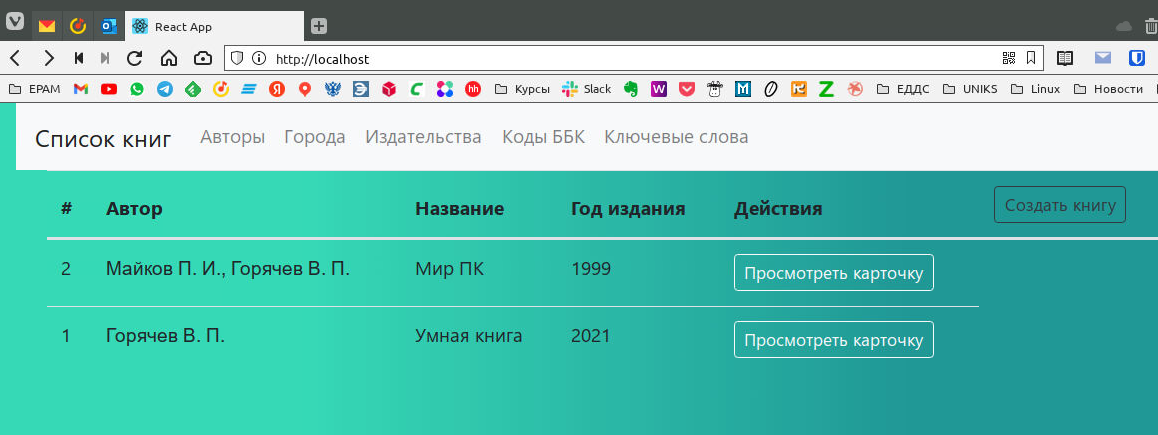 React App
http://localhost
EPAM
Курсы
Slack
ЕДДС
UNIKS
Linux
Новости
Список книг Авторы Города Издательства Коды ББК Ключевые слова
# Автор Название Год издания Действия Создать книгу
2 Майков П. И., Горячев В. П. Мир ПК 1999 Просмотреть карточку
1 Горячев В. П. Умная книга 2021 Просмотреть карточку